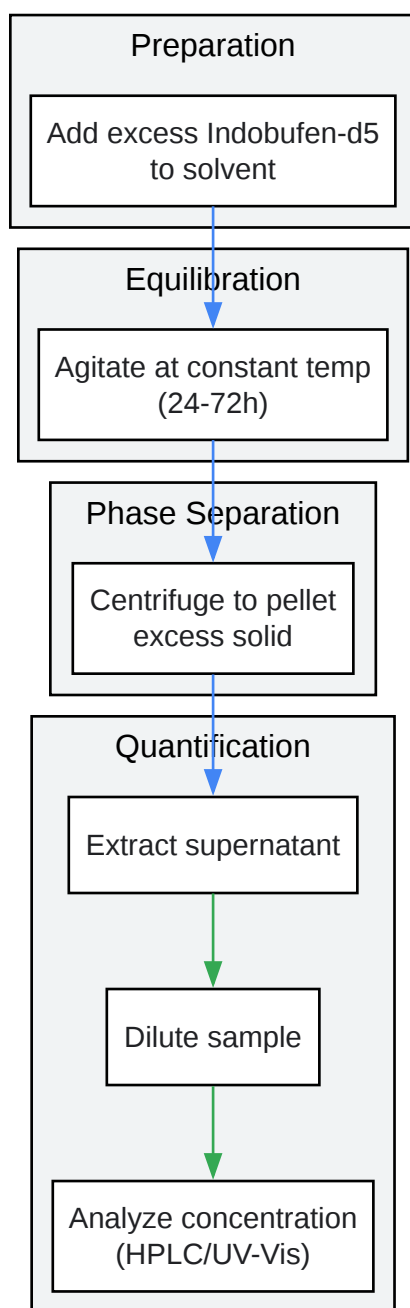 Preparation
Add excess Indobufen-d5
to solvent
Equilibration
Agitate at constant temp
(24-72h)
Phase Separation
Centrifuge to pellet
excess solid
Quantification
Extract supernatant
Dilute sample
Analyze concentration
(HPLC/UV-Vis)